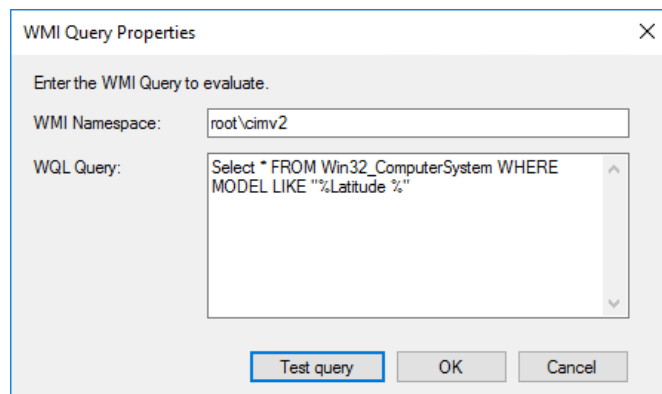 WMI Query Properties
Enter the WMI Query to evaluate.
WMI Namespace: root\cimv2
WQL Query: Select * FROM Win32_ComputerSystem WHERE
MODEL LIKE "%Latitude %"
Test query OK Cancel